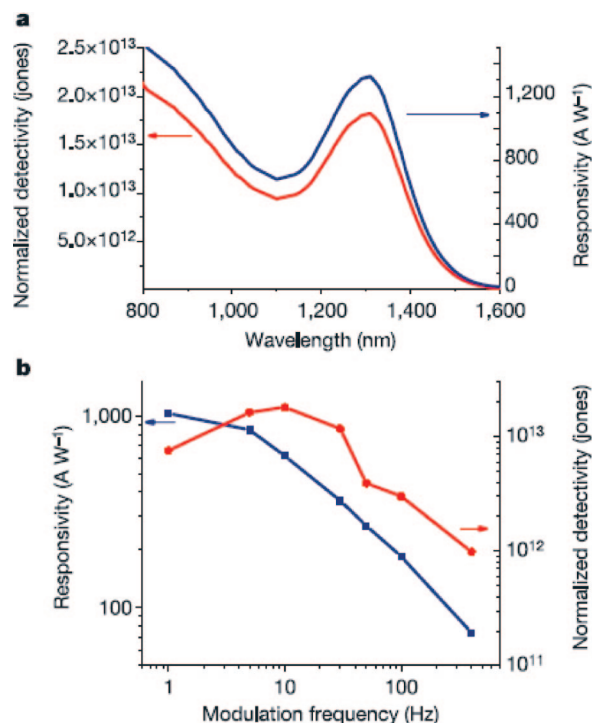 a
Normalized detectivity (jones)
2.5×10¹³
2.0×10¹³
1.5×10¹³
1.0×10¹³
5.0×10¹²
1,200
800
400
0
Responsivity (A W⁻¹)
800 1,000 1,200 1,400 1,600
Wavelength (nm)
b
Responsivity (A W⁻¹)
1,000
100
10¹³
10¹²
10¹¹
Normalized detectivity (jones)
1 10 100
Modulation frequency (Hz)